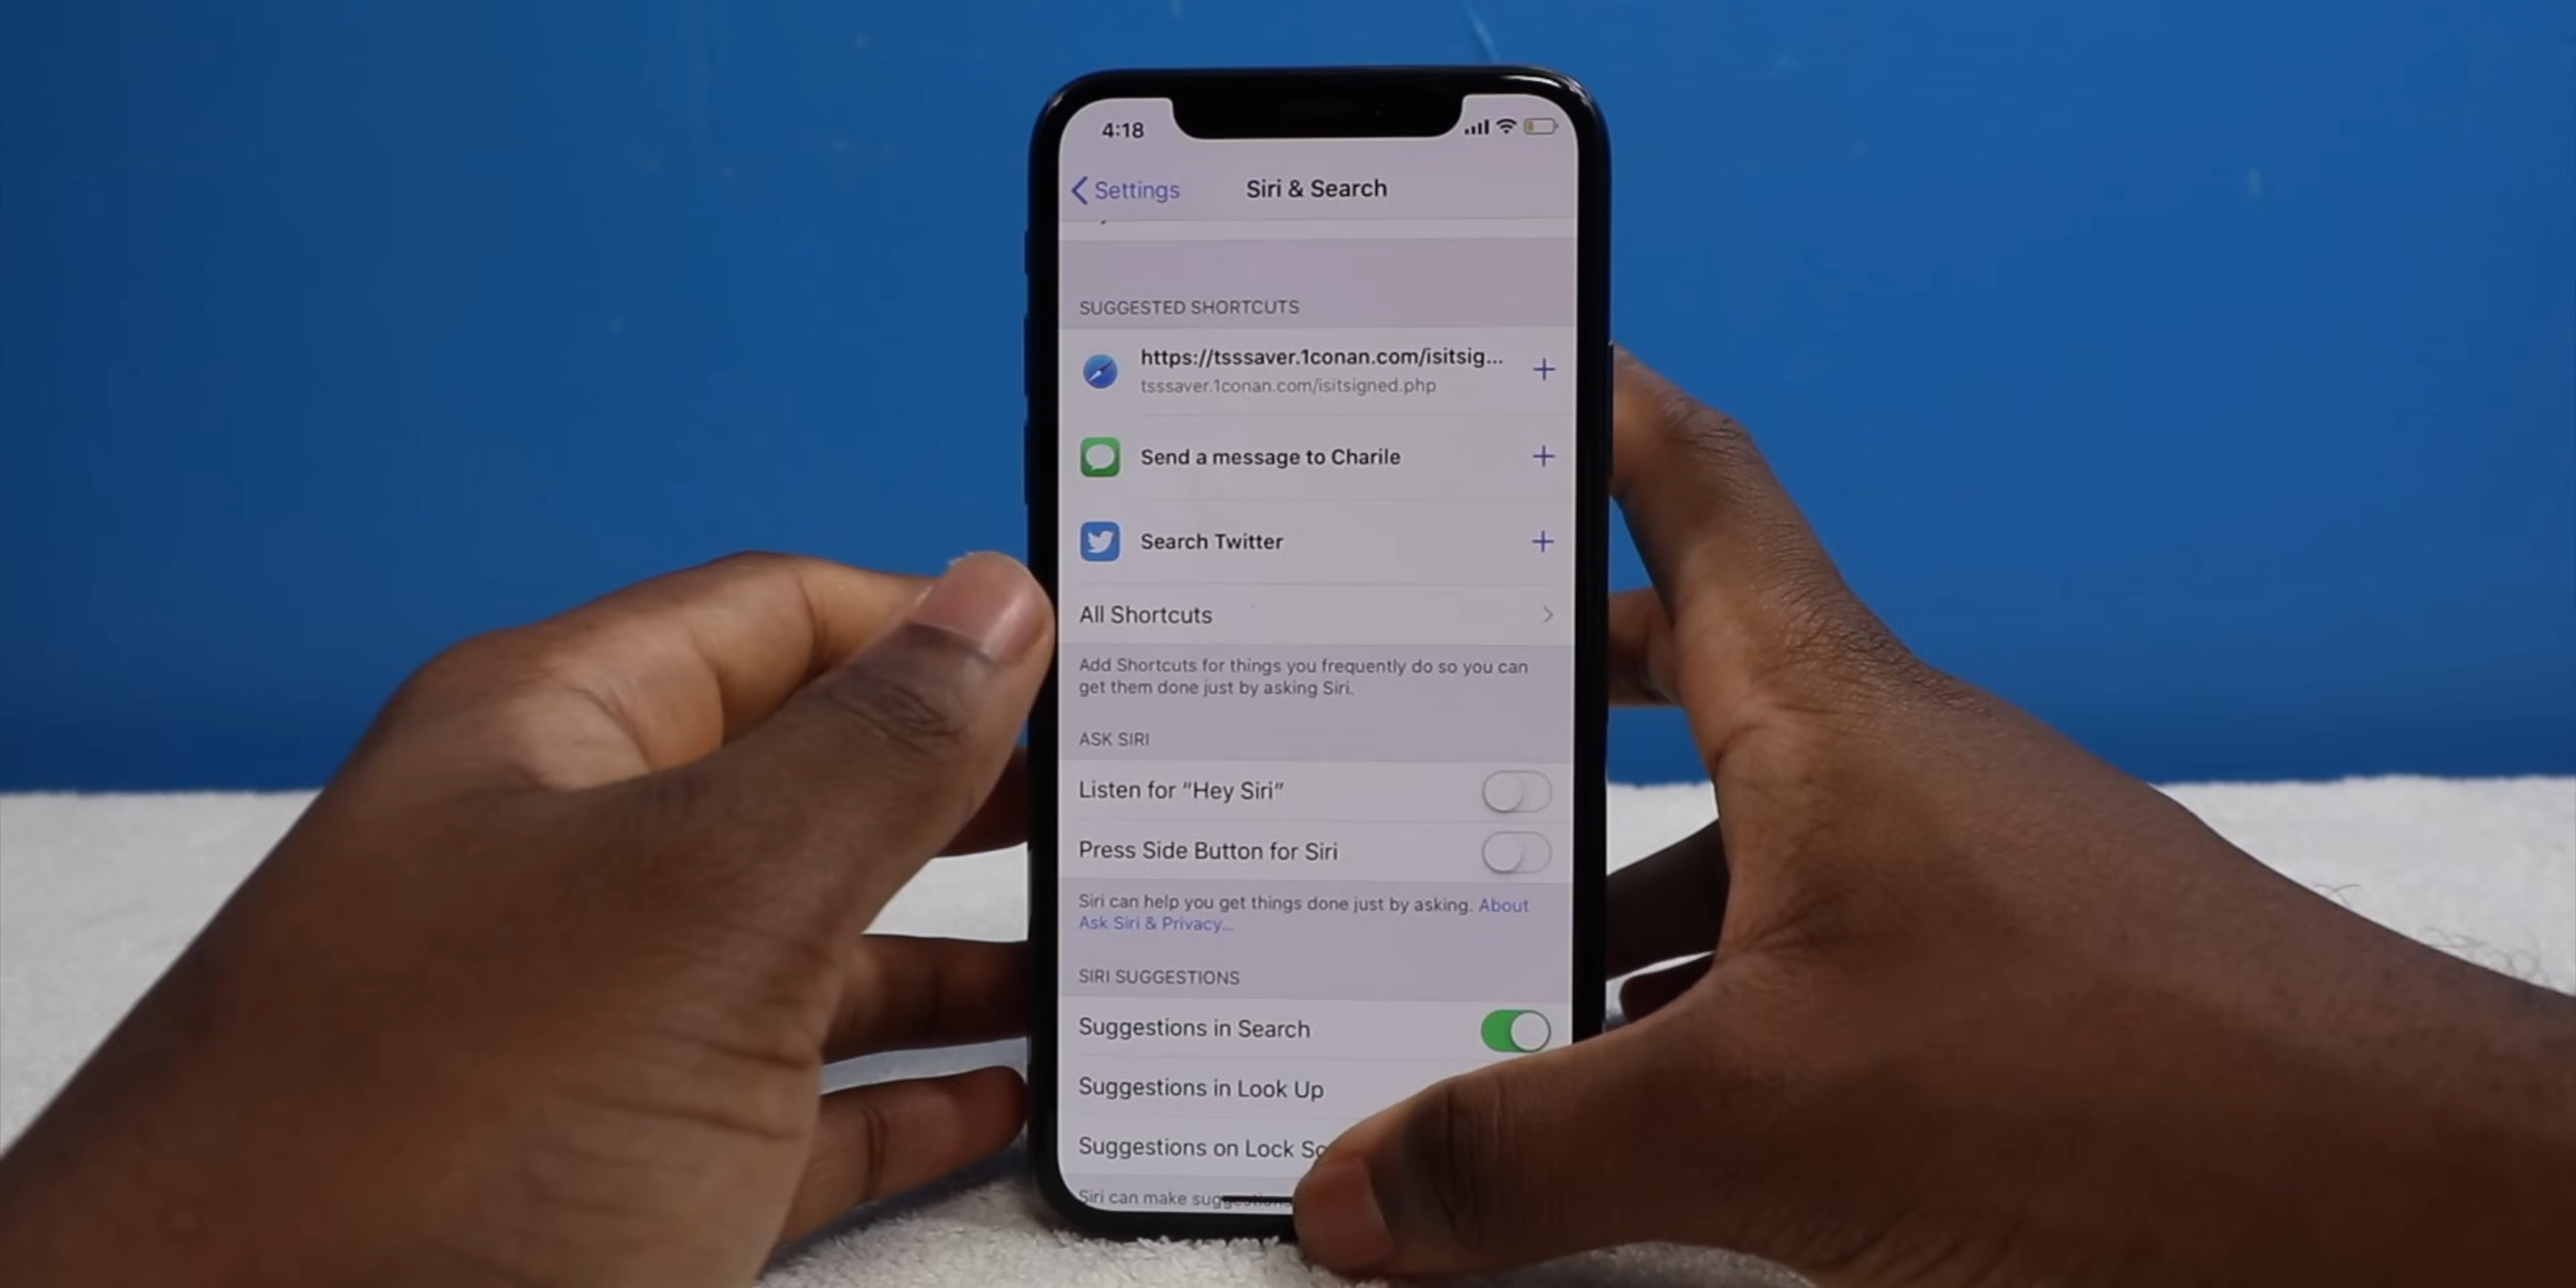 4:18
Settings
Siri & Search
SUGGESTED SHORTCUTS
https://tsssaver.1conan.com/isitsig...
tsssaver.1conan.com/isitsigned.php
Send a message to Charile
Search Twitter
All Shortcuts
Add Shortcuts for things you frequently do so you can
get them done just by asking Siri.
ASK SIRI
Listen for “Hey Siri”
Press Side Button for Siri
Siri can help you get things done just by asking. About
Ask Siri & Privacy...
SIRI SUGGESTIONS
Suggestions in Search
Suggestions in Look Up
Suggestions on Lock
Siri can make